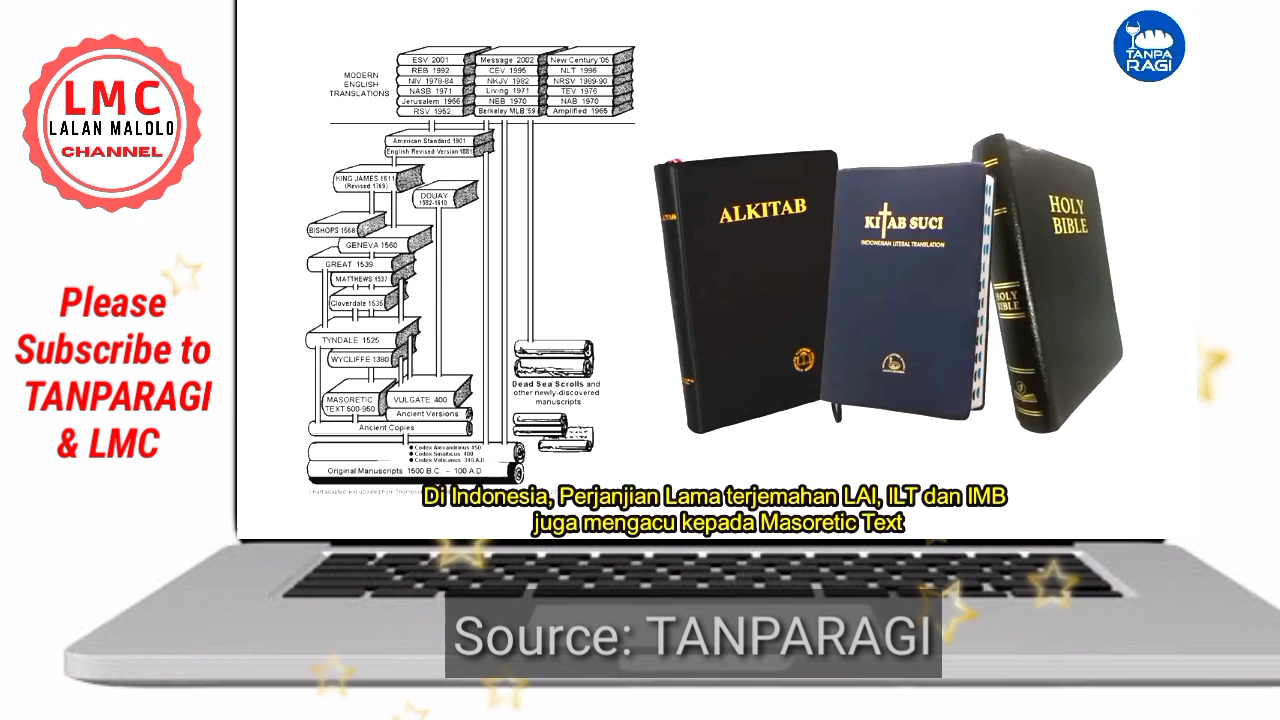 LMC
LALAN MALOLO
CHANNEL
Please
Subscribe to
TANPARAGI
& LMC
MODERN
ENGLISH
TRANSLATIONS
ESV 2001
REB 1992
NIV 1978-84
NASB 1971
Jerusalem 1966
RSV 1952
Message 2002
CEV 1995
NKJV 1982
Living 1971
NEB 1970
Berkeley MLB '59
New Century '05
NLT 1996
NRSV 1989-90
TEV 1976
NAB 1970
Amplified 1965
American Standard 1901
English Revised Version 1881
KING JAMES 1611
(Revised 1769)
DOUAY
1582-1610
BISHOPS 1568
GENEVA 1560
GREAT 1539
MATTHEWS 1537
Cloverdale 1535
TYNDALE 1525
WYCLIFFE 1380
MASORETIC
TEXT 500-950
VULGATE 400
Ancient Versions
Ancient Copies
Codex Alexandrinus 450
Codex Sinaiticus 400
Codex Vaticanus 340 A.D.
Original Manuscripts 1500 B.C. – 100 A.D.
Dead Sea Scrolls and
other newly-discovered
manuscripts
Chart adapted and updated from
ALKITAB
KITAB SUCI
INDONESIAN LITERAL TRANSLATION
HOLY
BIBLE
HOLY
BIBLE
TANPA
RAGI
Di Indonesia, Perjanjian Lama terjemahan LAI, ILT dan IMB
juga mengacu kepada Masoretic Text
Source: TANPARAGI